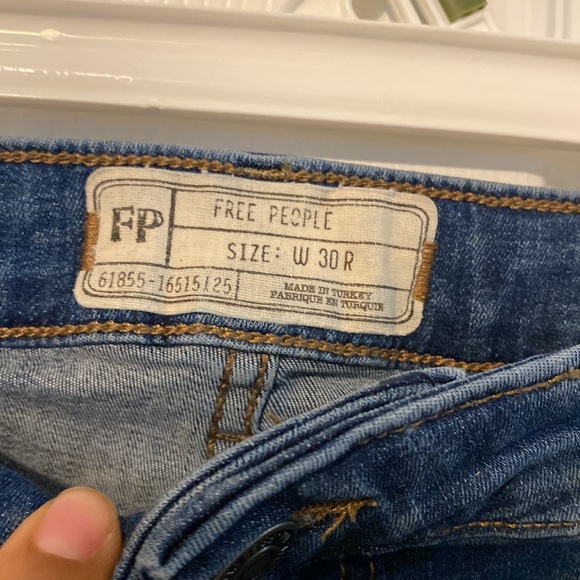 FP
FREE PEOPLE
SIZE: W 30 R
61855-16515125
MADE IN TURKEY
FABRIQUE EN TURQUIE